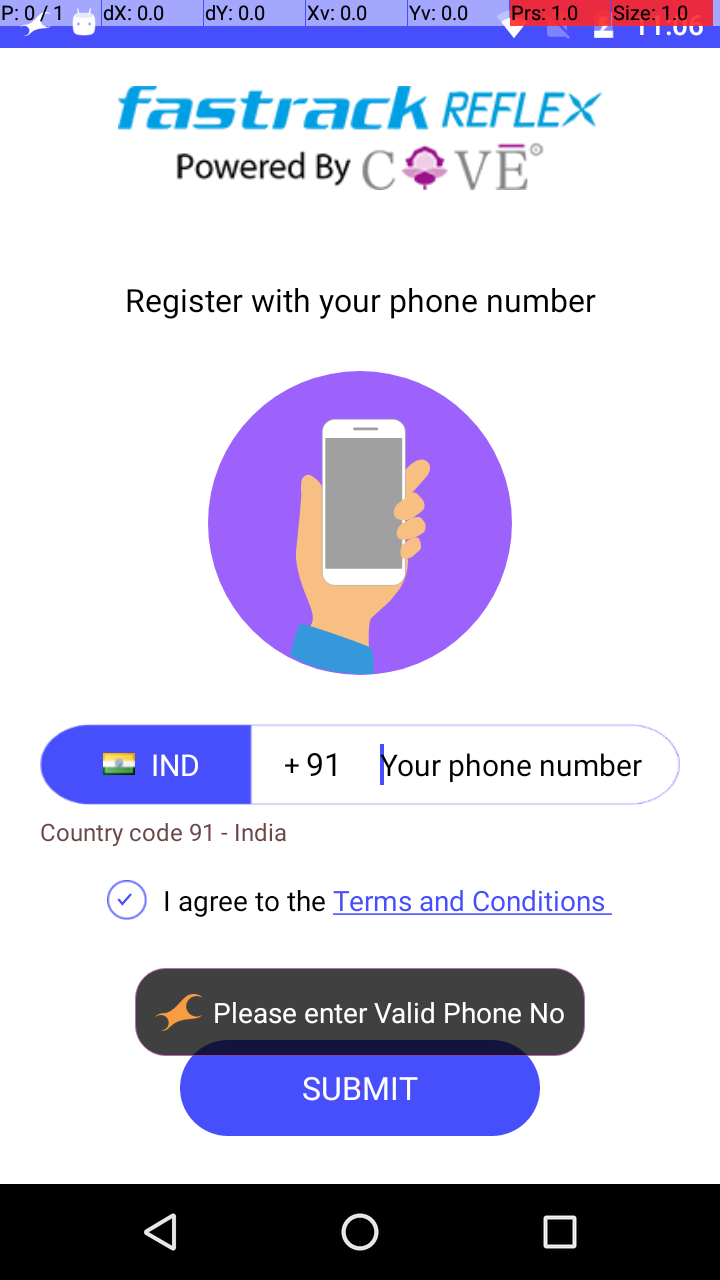 P: 0 / 1 dX: 0.0 dY: 0.0 Xv: 0.0 Yv: 0.0 Prs: 1.0 Size: 1.0
11:06
fastrack REFLEX
Powered By COVE®
Register with your phone number
IND + 91 Your phone number
Country code 91 - India
I agree to the Terms and Conditions
Please enter Valid Phone No
SUBMIT